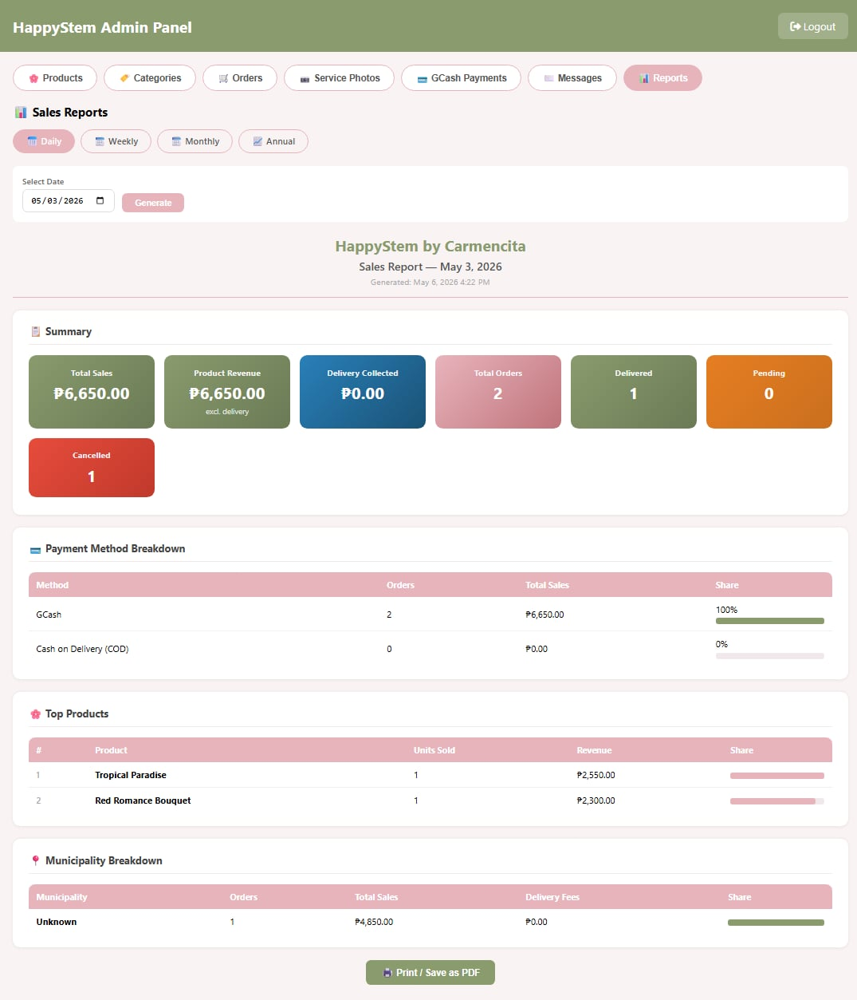 HappyStem Admin Panel
Logout
Products
Categories
Orders
Service Photos
GCash Payments
Messages
Reports
Sales Reports
Daily
Weekly
Monthly
Annual
Select Date
05/03/2026
Generate
HappyStem by Carmencita
Sales Report — May 3, 2026
Generated: May 6, 2026 4:22 PM
Summary
Total Sales
₱6,650.00
Product Revenue
₱6,650.00
excl. delivery
Delivery Collected
₱0.00
Total Orders
2
Delivered
1
Pending
0
Cancelled
1
Payment Method Breakdown
Method Orders Total Sales Share
GCash 2 ₱6,650.00 100%
Cash on Delivery (COD) 0 ₱0.00 0%
Top Products
# Product Units Sold Revenue Share
1 Tropical Paradise 1 ₱2,550.00
2 Red Romance Bouquet 1 ₱2,300.00
Municipality Breakdown
Municipality Orders Total Sales Delivery Fees Share
Unknown 1 ₱4,850.00 ₱0.00
Print / Save as PDF